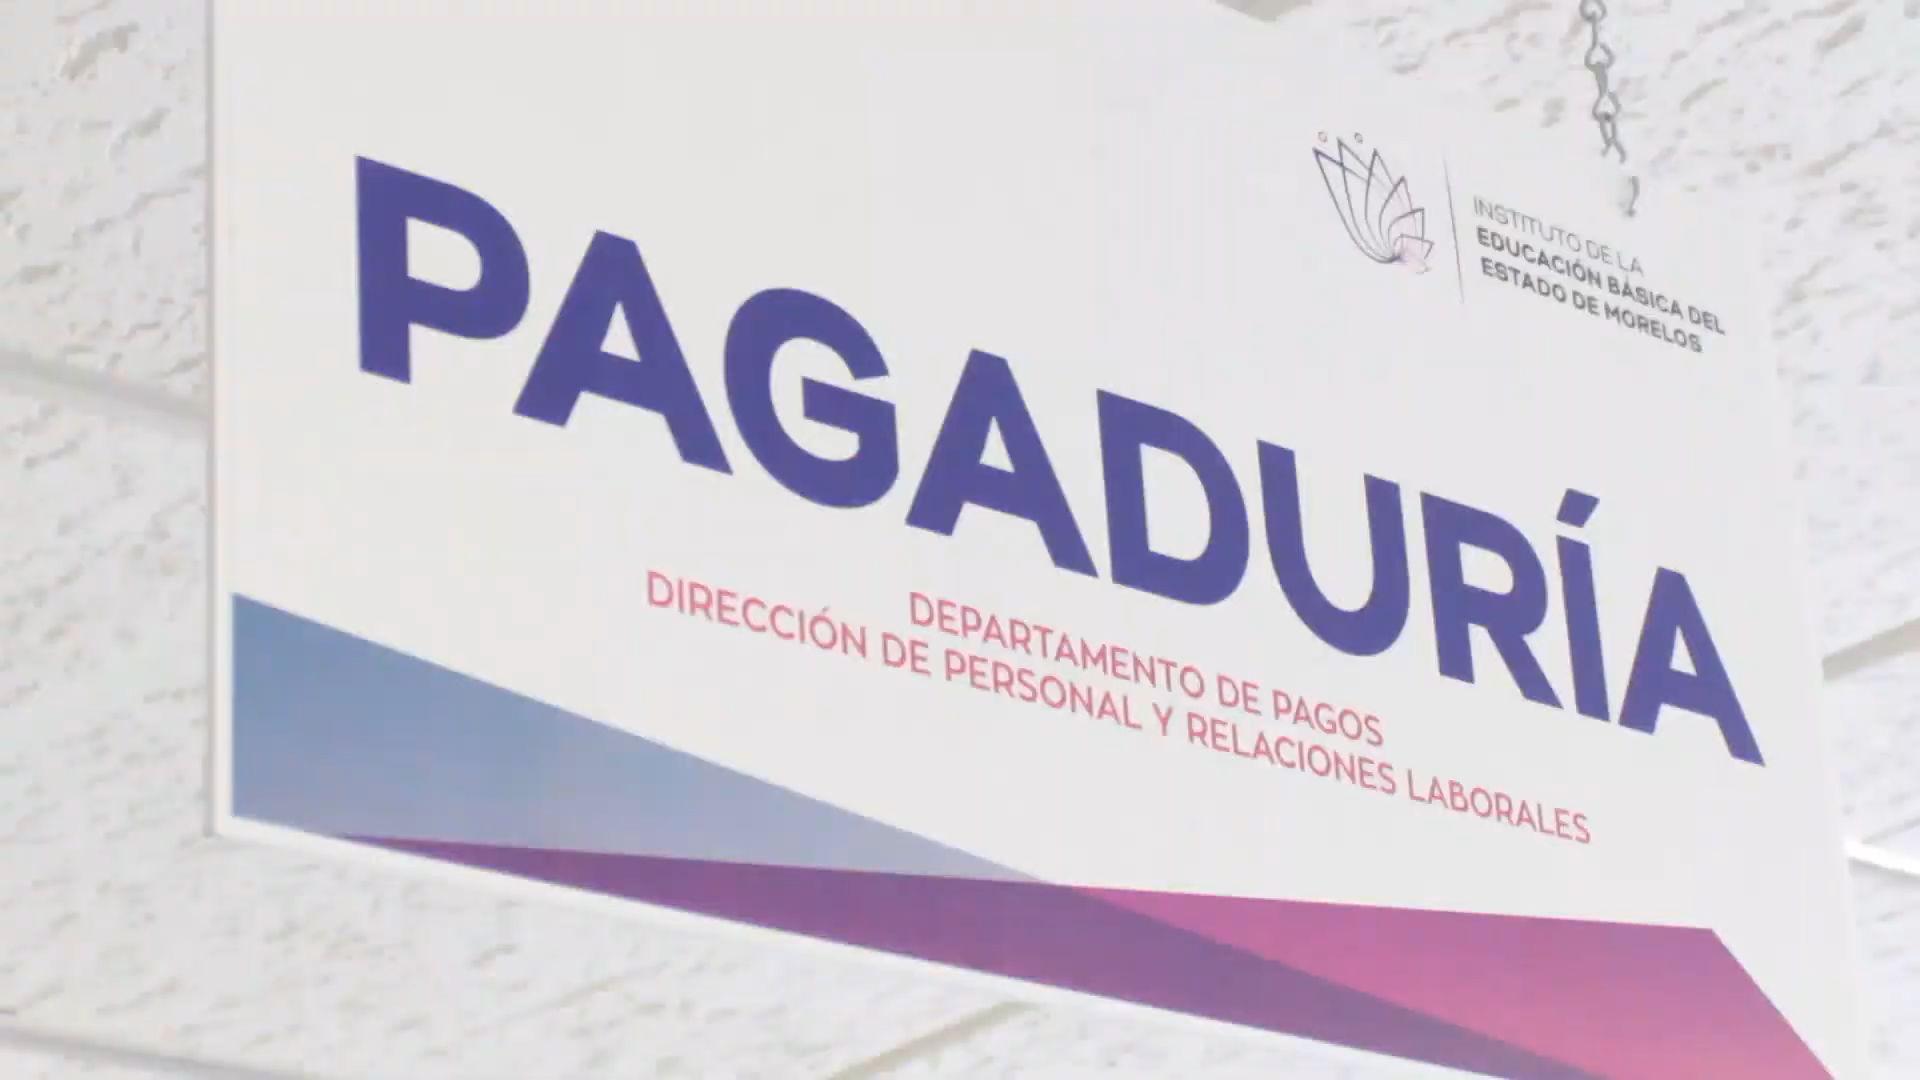 INSTITUTO DE LA
EDUCACIÓN BÁSICA DEL
ESTADO DE MORELOS
PAGADURÍA
DEPARTAMENTO DE PAGOS
DIRECCIÓN DE PERSONAL Y RELACIONES LABORALES